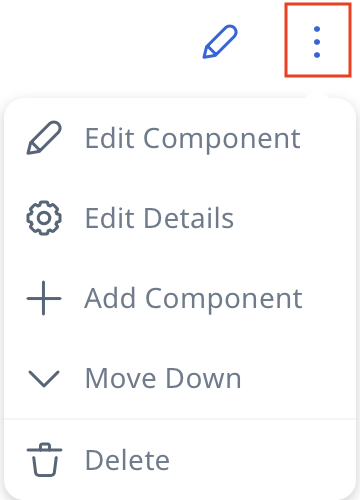 Edit Component
Edit Details
Add Component
Move Down
Delete